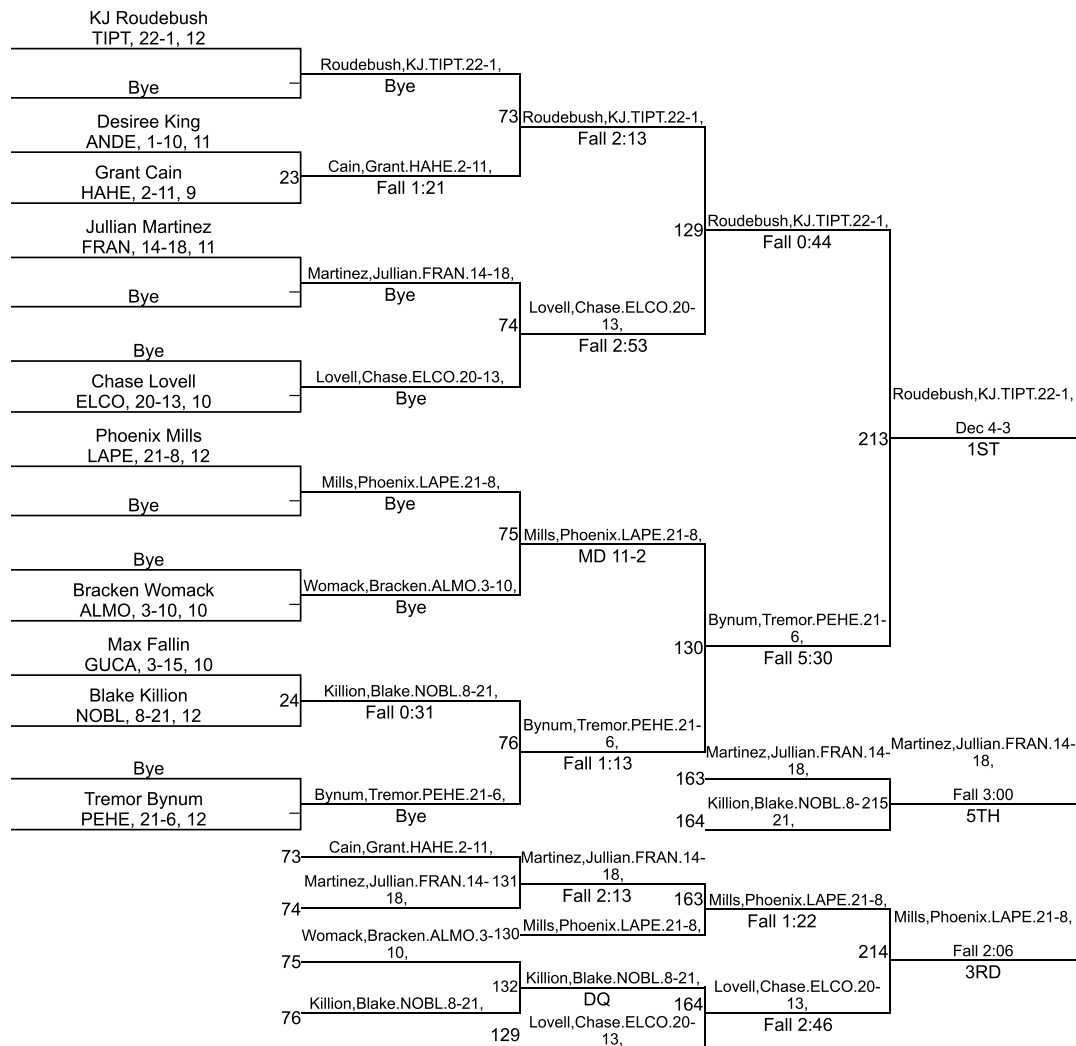 KJ Roudebush
TIPT, 22-1, 12
Bye
Roudebush,KJ.TIPT.22-1,
Bye
Desiree King
ANDE, 1-10, 11
Grant Cain
HAHE, 2-11, 9
23
Cain,Grant.HAHE.2-11,
Fall 1:21
73
Roudebush,KJ.TIPT.22-1,
Fall 2:13
Jullian Martinez
FRAN, 14-18, 11
Bye
Martinez,Jullian.FRAN.14-18,
Bye
Bye
Chase Lovell
ELCO, 20-13, 10
Lovell,Chase.ELCO.20-13,
Bye
74
Lovell,Chase.ELCO.20-
13,
Fall 2:53
129
Roudebush,KJ.TIPT.22-1,
Fall 0:44
Phoenix Mills
LAPE, 21-8, 12
Bye
Mills,Phoenix.LAPE.21-8,
Bye
Bye
Bracken Womack
ALMO, 3-10, 10
Womack,Bracken.ALMO.3-10,
Bye
75
Mills,Phoenix.LAPE.21-8,
MD 11-2
Max Fallin
GUCA, 3-15, 10
Blake Killion
NOBL, 8-21, 12
24
Killion,Blake.NOBL.8-21,
Fall 0:31
Bye
Tremor Bynum
PEHE, 21-6, 12
Bynum,Tremor.PEHE.21-6,
Bye
76
Bynum,Tremor.PEHE.21-
6,
Fall 1:13
130
Bynum,Tremor.PEHE.21-
6,
Fall 5:30
213
Roudebush,KJ.TIPT.22-1,
Dec 4-3
1ST
163
Martinez,Jullian.FRAN.14-
18,
164
Killion,Blake.NOBL.8-
21,
215
Martinez,Jullian.FRAN.14-
18,
Fall 3:00
5TH
73
Cain,Grant.HAHE.2-11,
74
Martinez,Jullian.FRAN.14-
18,
131
Martinez,Jullian.FRAN.14-
18,
Fall 2:13
130
Mills,Phoenix.LAPE.21-8,
163
Mills,Phoenix.LAPE.21-8,
Fall 1:22
75
Womack,Bracken.ALMO.3-
10,
76
Killion,Blake.NOBL.8-21,
132
Killion,Blake.NOBL.8-21,
DQ
129
Lovell,Chase.ELCO.20-
13,
164
Lovell,Chase.ELCO.20-
13,
Fall 2:46
214
Mills,Phoenix.LAPE.21-8,
Fall 2:06
3RD